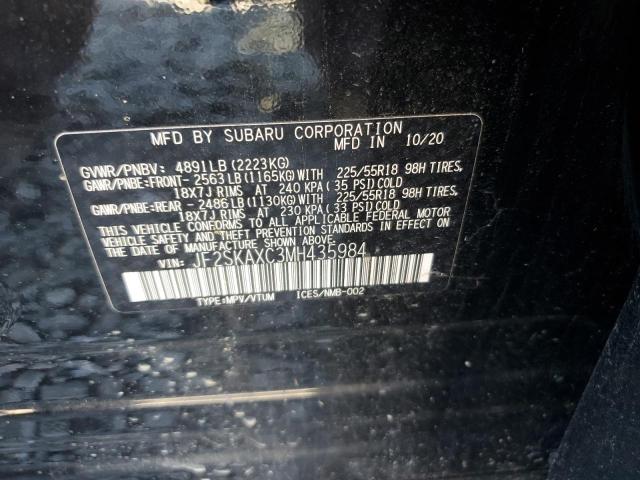 MFD BY SUBARU CORPORATION
MFD IN 10/20
GVWR/PNBV: 4891LB(2223KG)
GAWR/PNBE:FRONT-2563LB(1165KG)WITH 225/55R18 98H TIRES,
18X7J RIMS AT 240 KPA(35 PSI)COLD
GAWR/PNBE:REAR -2486LB(1130KG)WITH 225/55R18 98H TIRES,
18X7J RIMS AT 230 KPA(33 PSI)COLD
THIS VEHICLE CONFORMS TO ALL APPLICABLE FEDERAL MOTOR
VEHICLE SAFETY AND THEFT PREVENTION STANDARDS IN EFFECT ON
THE DATE OF MANUFACTURE SHOWN ABOVE.
VIN: JF2SKAXC3MH435984
TYPE:MPV/VTUM ICES/NMB-002